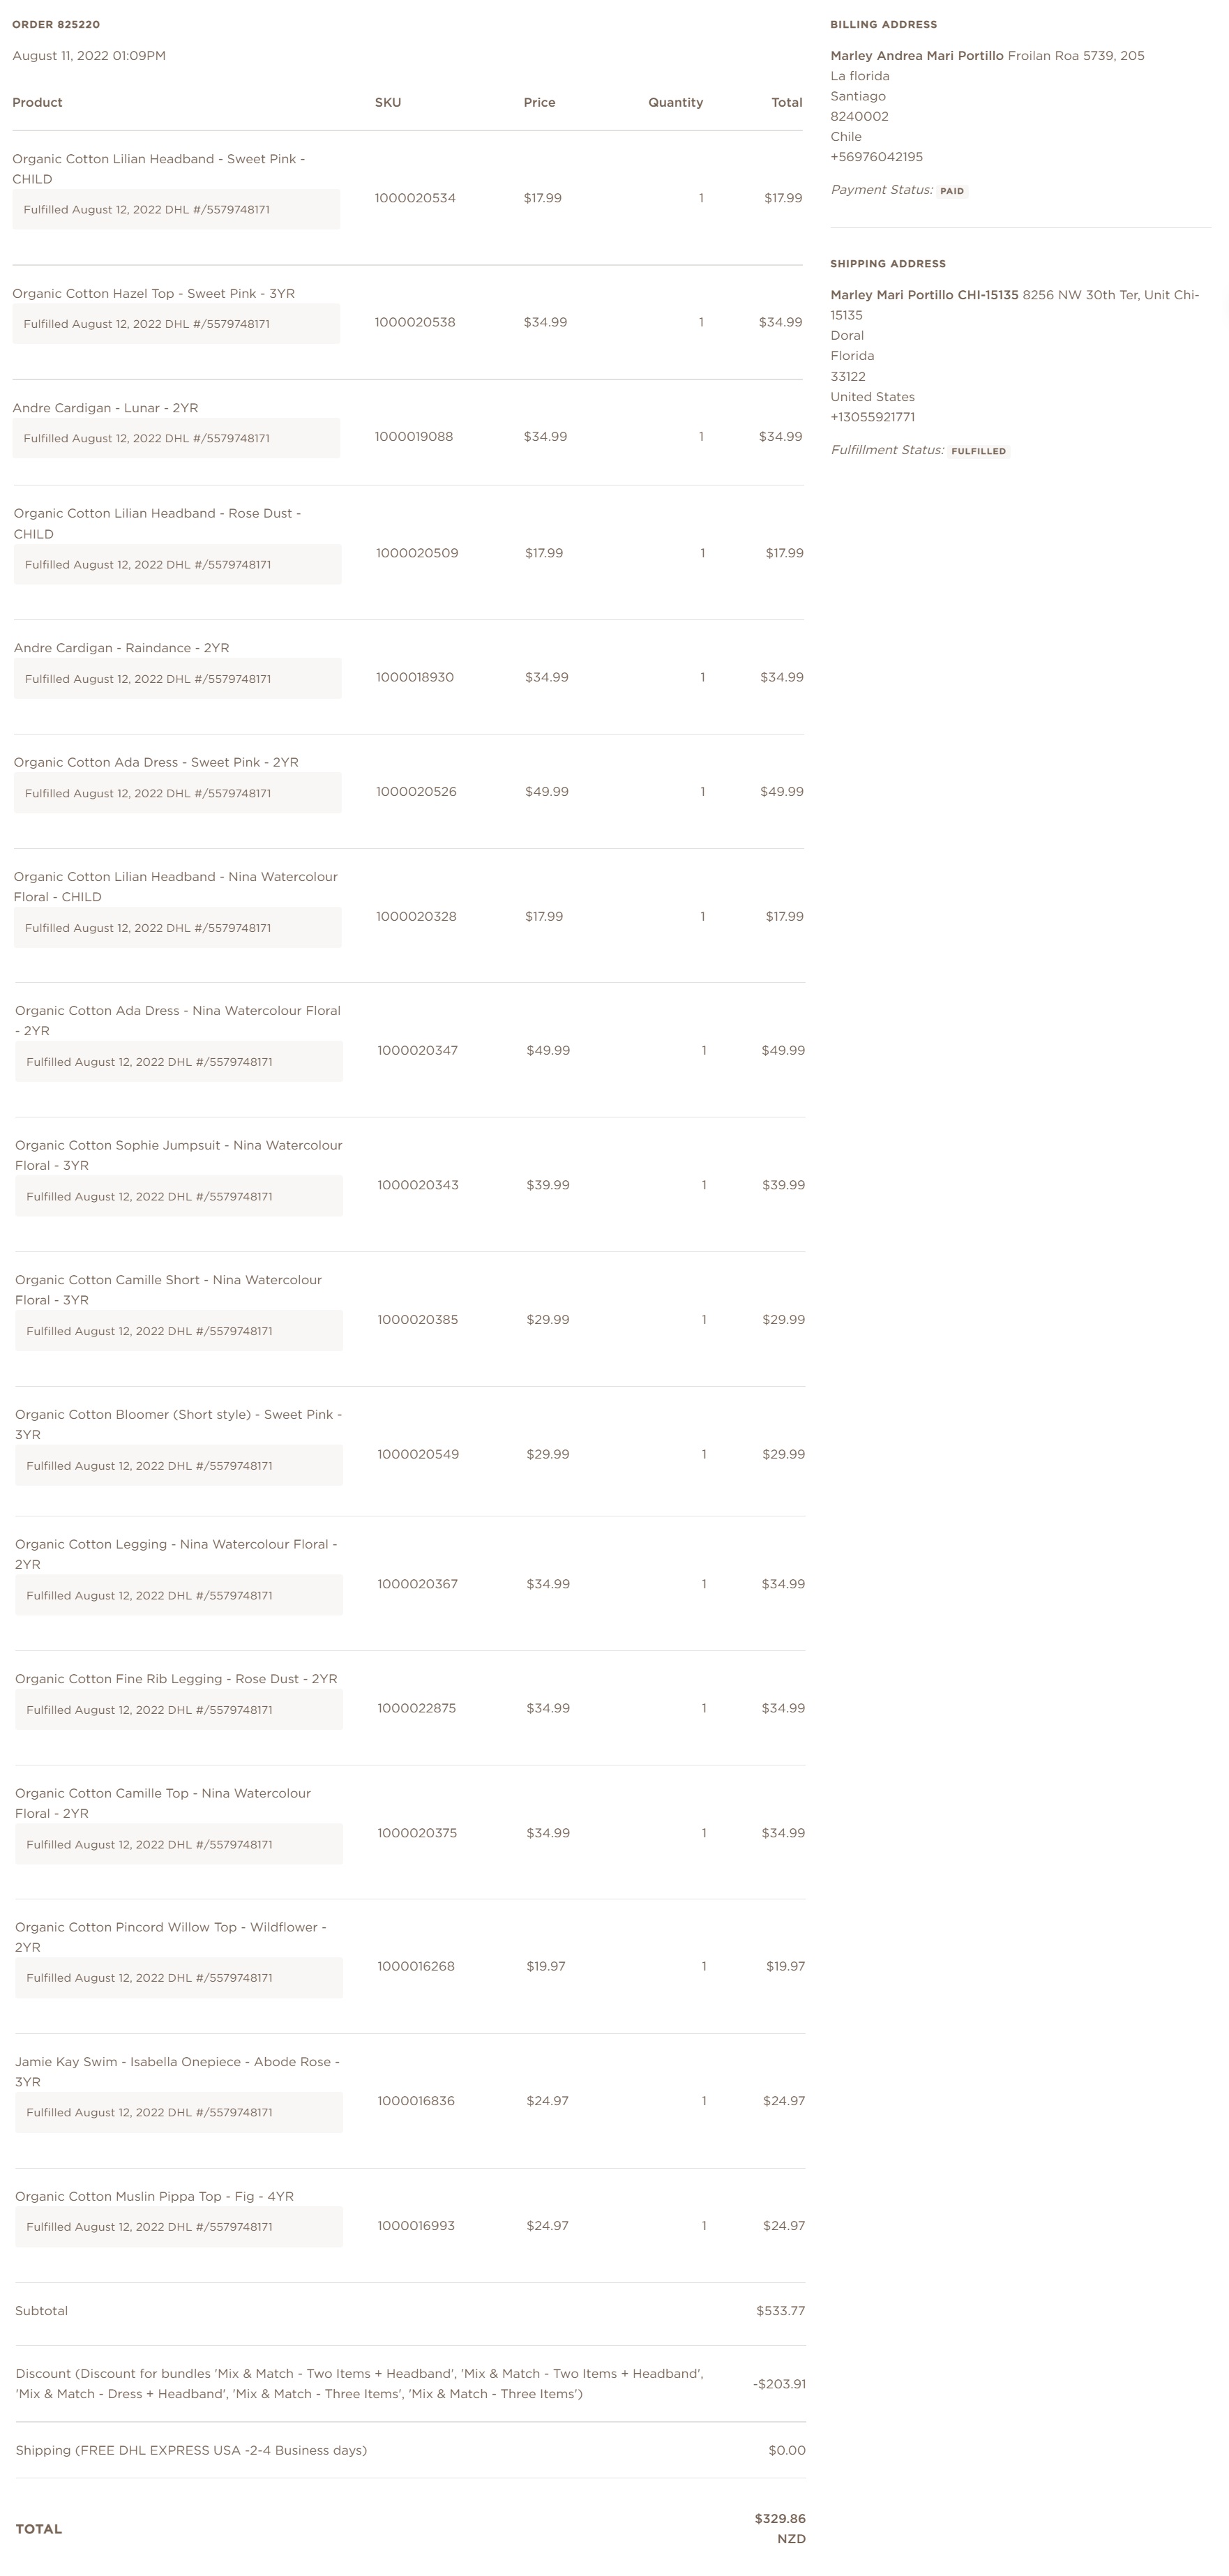 ORDER 825220
August 11, 2022 01:09PM
Product SKU Price Quantity Total
Organic Cotton Lilian Headband - Sweet Pink -
CHILD
1000020534 $17.99 1 $17.99
Fulfilled August 12, 2022 DHL #/5579748171
Organic Cotton Hazel Top - Sweet Pink - 3YR
1000020538 $34.99 1 $34.99
Fulfilled August 12, 2022 DHL #/5579748171
Andre Cardigan - Lunar - 2YR
1000019088 $34.99 1 $34.99
Fulfilled August 12, 2022 DHL #/5579748171
Organic Cotton Lilian Headband - Rose Dust -
CHILD
1000020509 $17.99 1 $17.99
Fulfilled August 12, 2022 DHL #/5579748171
Andre Cardigan - Raindance - 2YR
1000018930 $34.99 1 $34.99
Fulfilled August 12, 2022 DHL #/5579748171
Organic Cotton Ada Dress - Sweet Pink - 2YR
1000020526 $49.99 1 $49.99
Fulfilled August 12, 2022 DHL #/5579748171
Organic Cotton Lilian Headband - Nina Watercolour
Floral - CHILD
1000020328 $17.99 1 $17.99
Fulfilled August 12, 2022 DHL #/5579748171
Organic Cotton Ada Dress - Nina Watercolour Floral
- 2YR
1000020347 $49.99 1 $49.99
Fulfilled August 12, 2022 DHL #/5579748171
Organic Cotton Sophie Jumpsuit - Nina Watercolour
Floral - 3YR
1000020343 $39.99 1 $39.99
Fulfilled August 12, 2022 DHL #/5579748171
Organic Cotton Camille Short - Nina Watercolour
Floral - 3YR
1000020385 $29.99 1 $29.99
Fulfilled August 12, 2022 DHL #/5579748171
Organic Cotton Bloomer (Short style) - Sweet Pink -
3YR
1000020549 $29.99 1 $29.99
Fulfilled August 12, 2022 DHL #/5579748171
Organic Cotton Legging - Nina Watercolour Floral -
2YR
1000020367 $34.99 1 $34.99
Fulfilled August 12, 2022 DHL #/5579748171
Organic Cotton Fine Rib Legging - Rose Dust - 2YR
1000022875 $34.99 1 $34.99
Fulfilled August 12, 2022 DHL #/5579748171
Organic Cotton Camille Top - Nina Watercolour
Floral - 2YR
1000020375 $34.99 1 $34.99
Fulfilled August 12, 2022 DHL #/5579748171
Organic Cotton Pincord Willow Top - Wildflower -
2YR
1000016268 $19.97 1 $19.97
Fulfilled August 12, 2022 DHL #/5579748171
Jamie Kay Swim - Isabella Onepiece - Abode Rose -
3YR
1000016836 $24.97 1 $24.97
Fulfilled August 12, 2022 DHL #/5579748171
Organic Cotton Muslin Pippa Top - Fig - 4YR
1000016993 $24.97 1 $24.97
Fulfilled August 12, 2022 DHL #/5579748171
Subtotal $533.77
Discount (Discount for bundles 'Mix & Match - Two Items + Headband', 'Mix & Match - Two Items + Headband',
'Mix & Match - Dress + Headband', 'Mix & Match - Three Items', 'Mix & Match - Three Items')
-$203.91
Shipping (FREE DHL EXPRESS USA -2-4 Business days) $0.00
TOTAL $329.86
NZD
BILLING ADDRESS
Marley Andrea Mari Portillo Froilan Roa 5739, 205
La florida
Santiago
8240002
Chile
+56976042195
Payment Status: PAID
SHIPPING ADDRESS
Marley Mari Portillo CHI-15135 8256 NW 30th Ter, Unit Chi-
15135
Doral
Florida
33122
United States
+13055921771
Fulfillment Status: FULFILLED